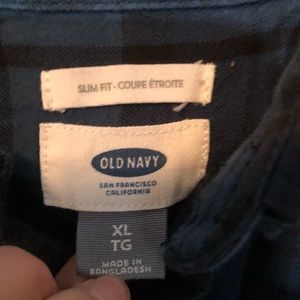 SLIM FIT - COUPE ÉTROITE
OLD NAVY
SAN FRANCISCO
CALIFORNIA
XL
TG
MADE IN
BANGLADESH